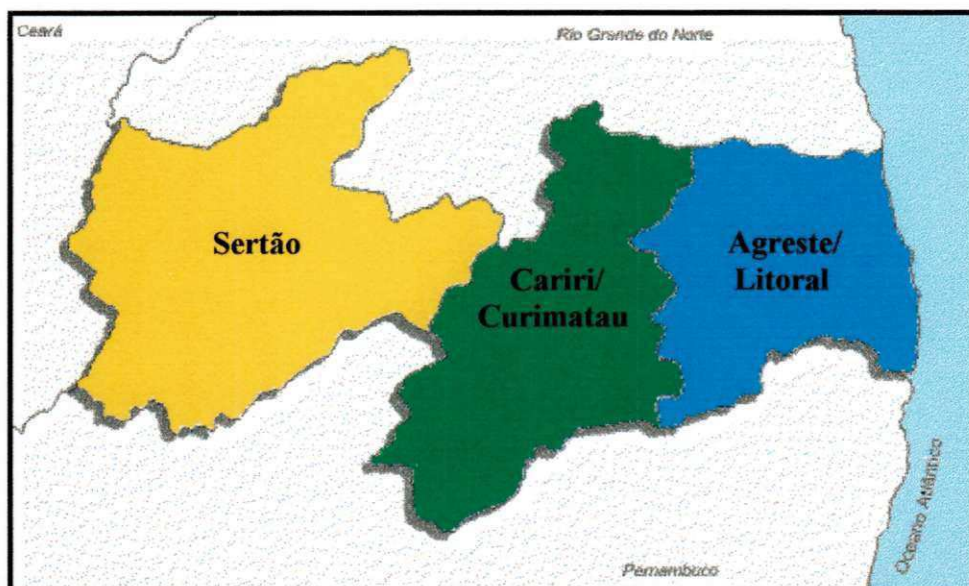 Ceará
Rio Grande do Norte
Sertão
Cariri/
Curimatau
Agreste/
Litoral
Oceano Atlântico
Pernambuco